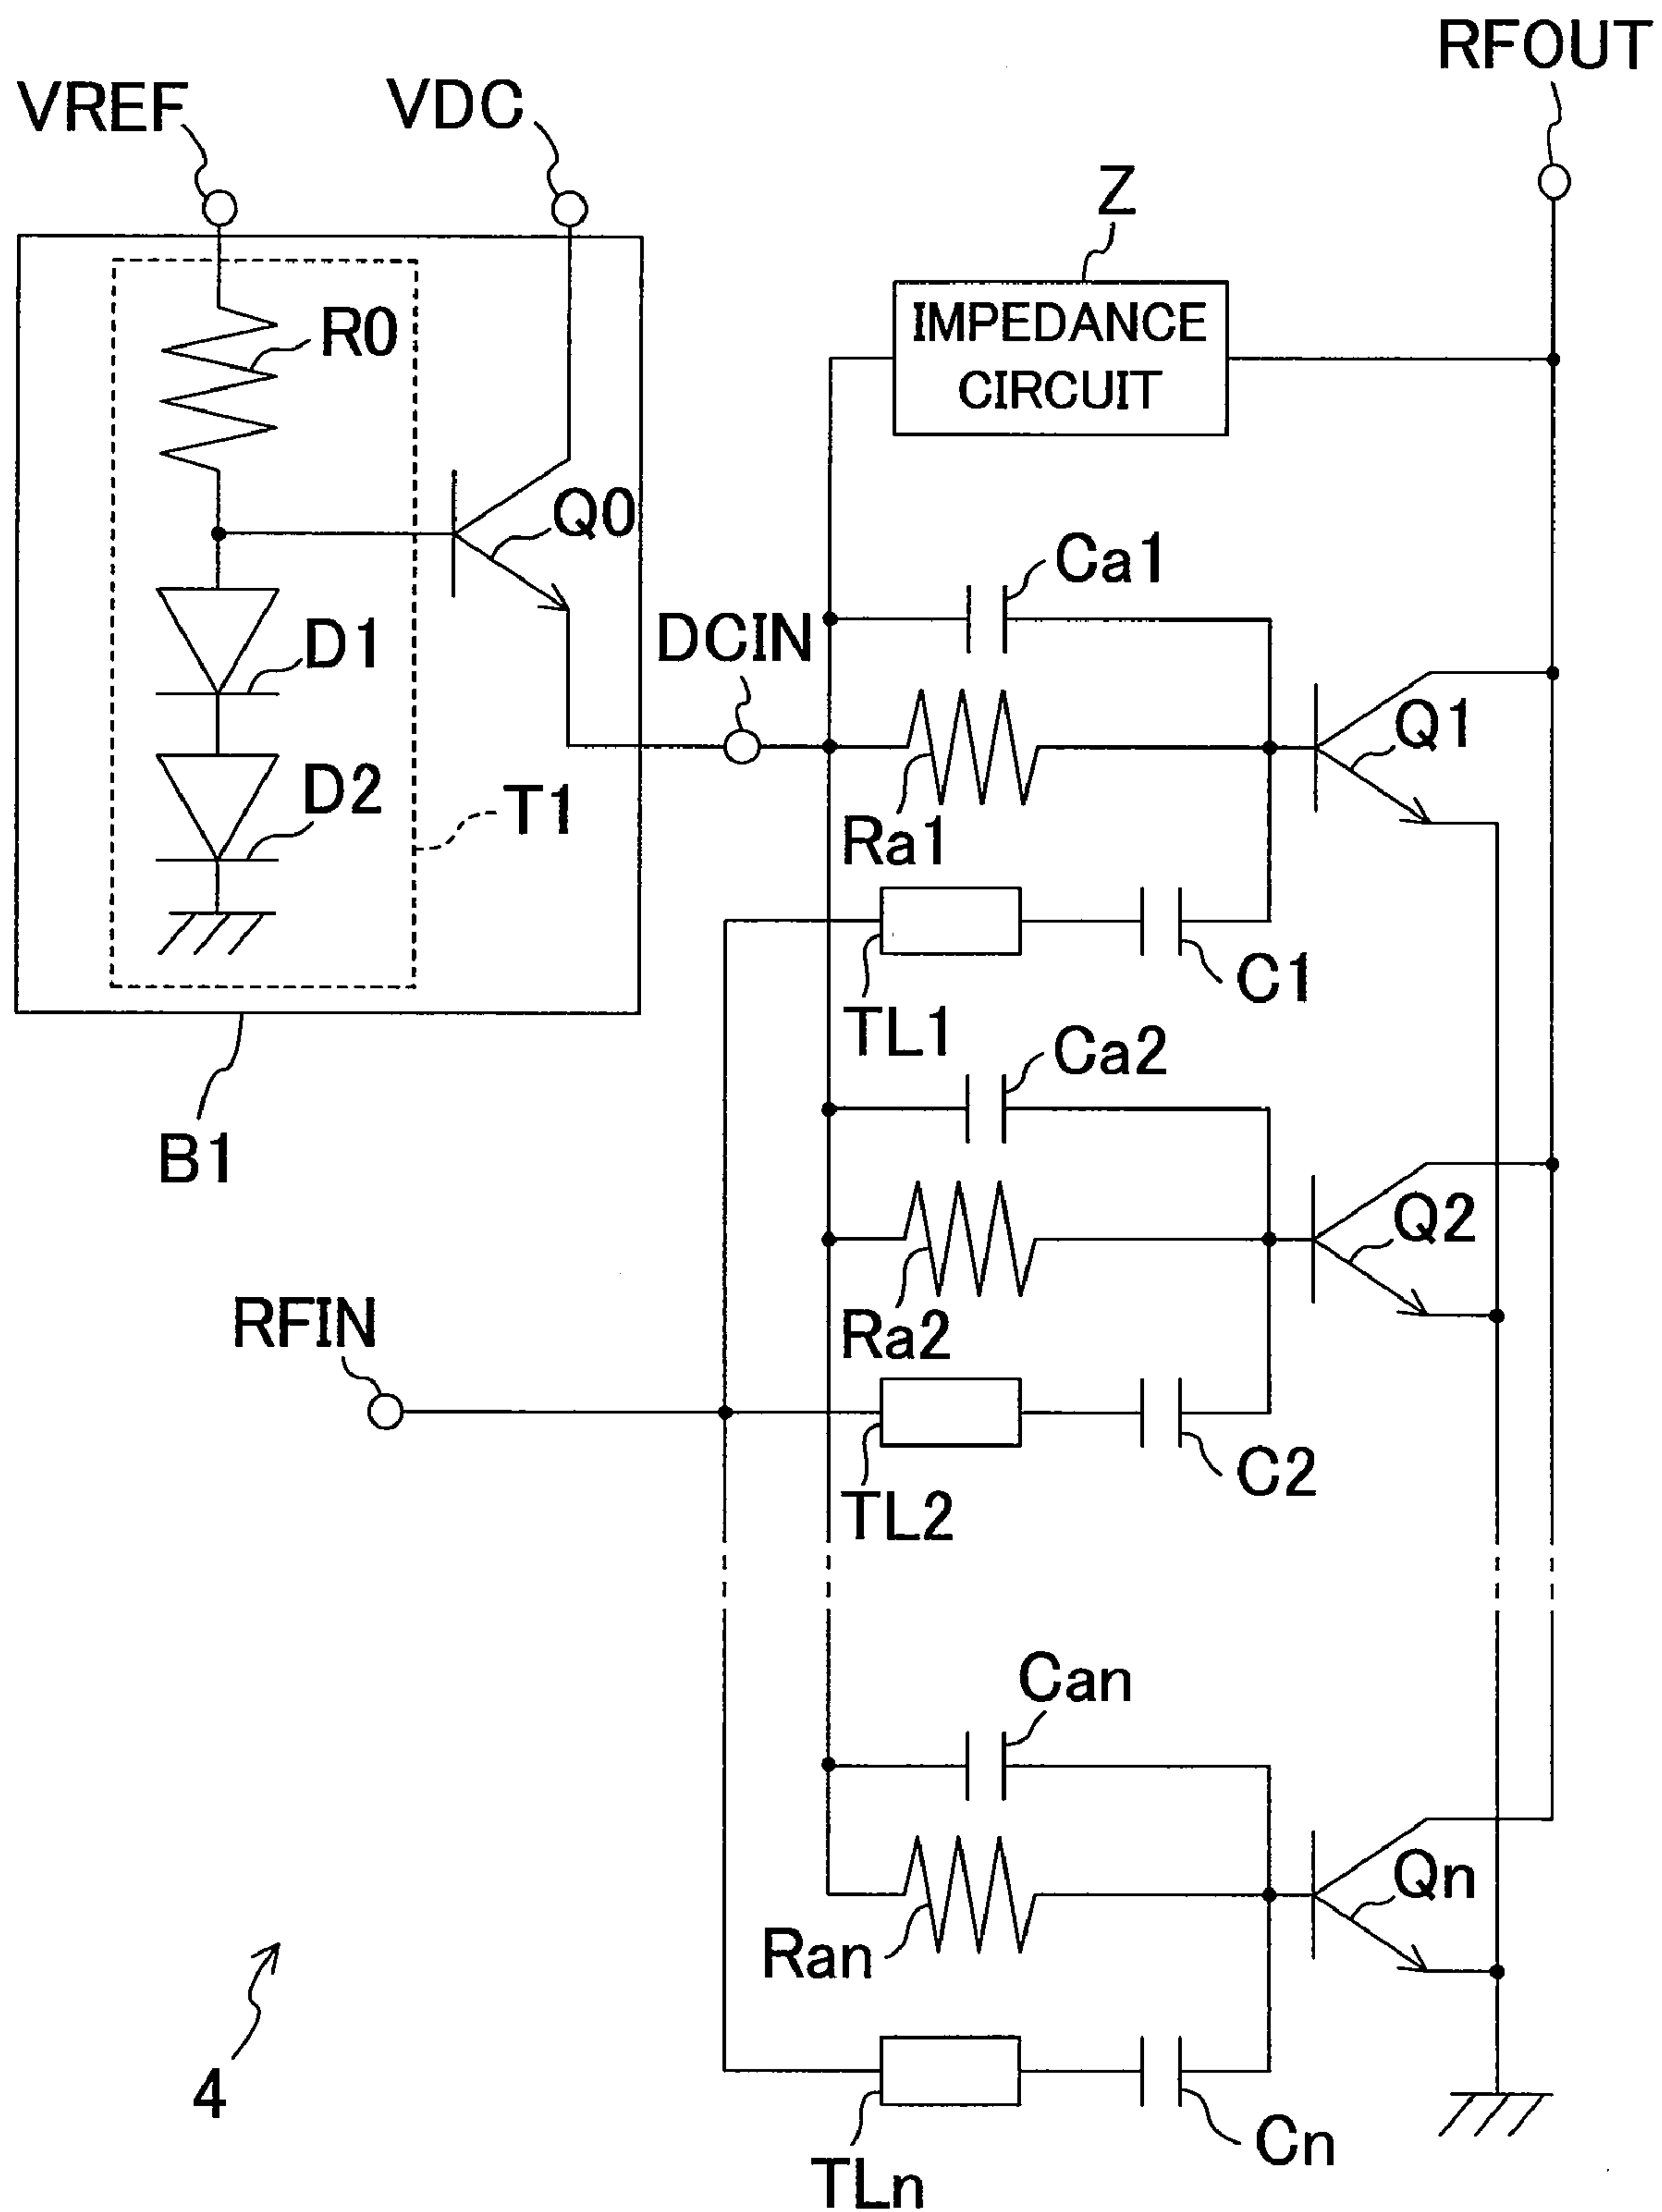 RFOUT
VREF
VDC
Z
IMPEDANCE
CIRCUIT
R0
Q0
Ca1
DCIN
D1
Q1
D2
T1
Ra1
C1
TL1
Ca2
B1
Q2
RFIN
Ra2
C2
TL2
Can
Qn
Ran
4
Cn
TLn